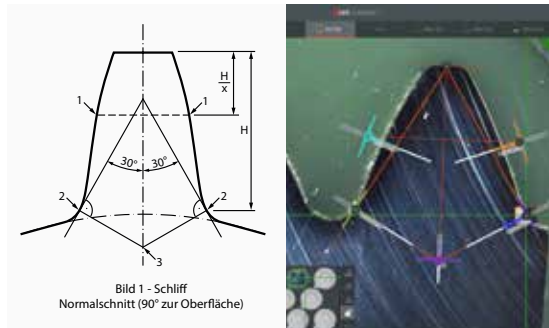 H
x
H
1
1
30°
30°
2
2
3
Bild 1 - Schliff
Normalschnitt (90° zur Oberfläche)